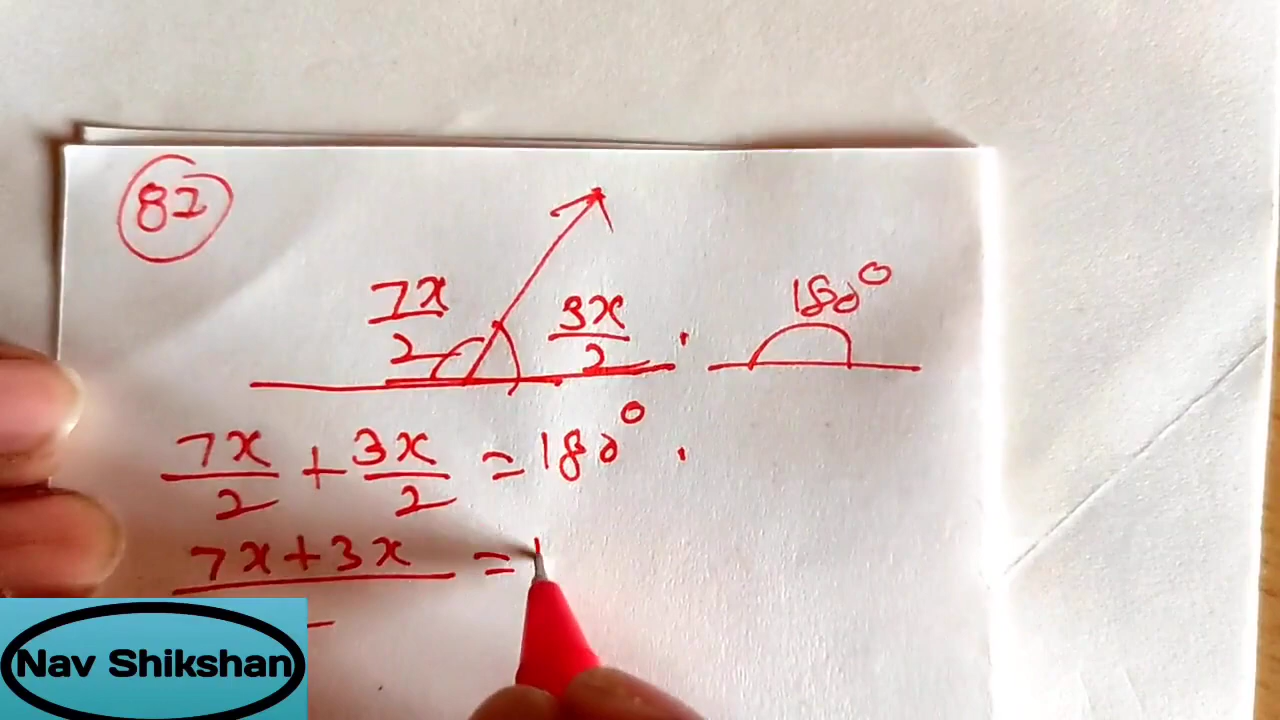 82
7x/2 3x/2 . 180°
7x/2 + 3x/2 = 180° .
7x + 3x =
Nav Shikshan